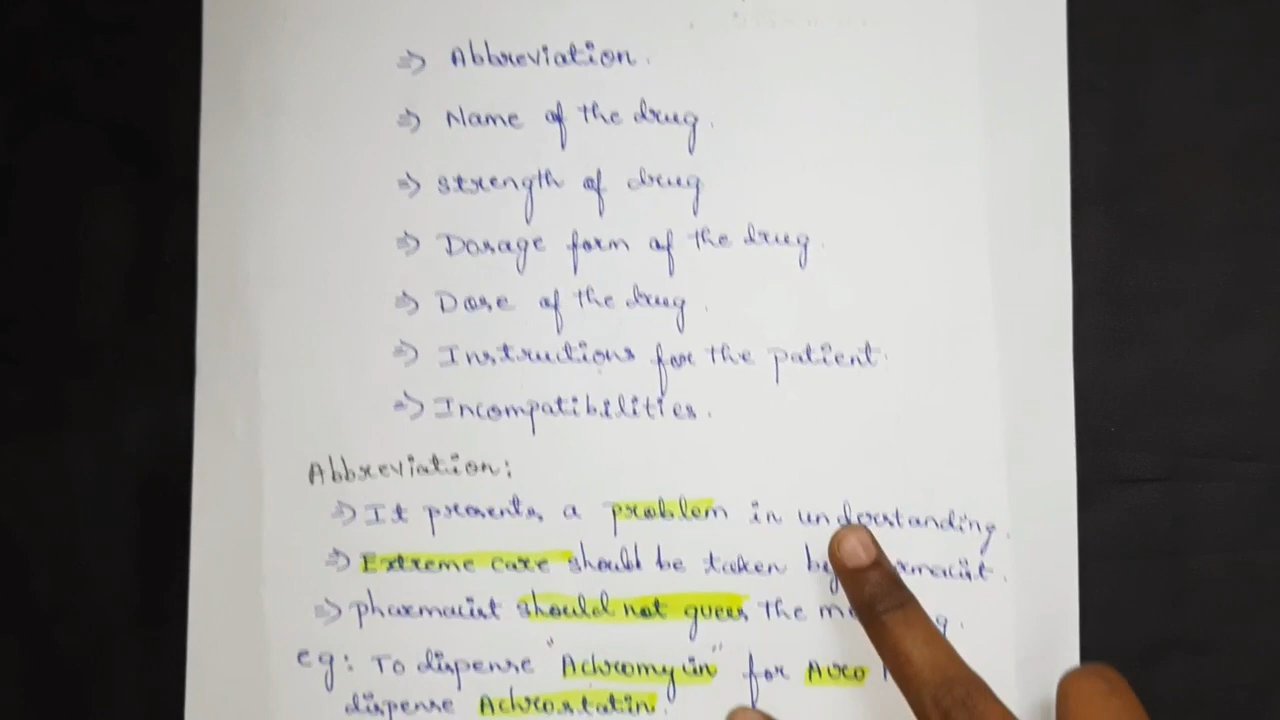 ⇒ Abbreviation.
⇒ Name of the drug.
⇒ strength of drug
⇒ Dosage form of the drug.
⇒ Dose of the drug.
⇒ Instructions for the patient.
⇒ Incompatibilities.
Abbreviation:
⇒ It presents a problem in understanding.
⇒ Extreme care should be taken by
⇒ pharmacist should not guess the
eg: To dispense "Achromycin" for
dispense Achrostatin.